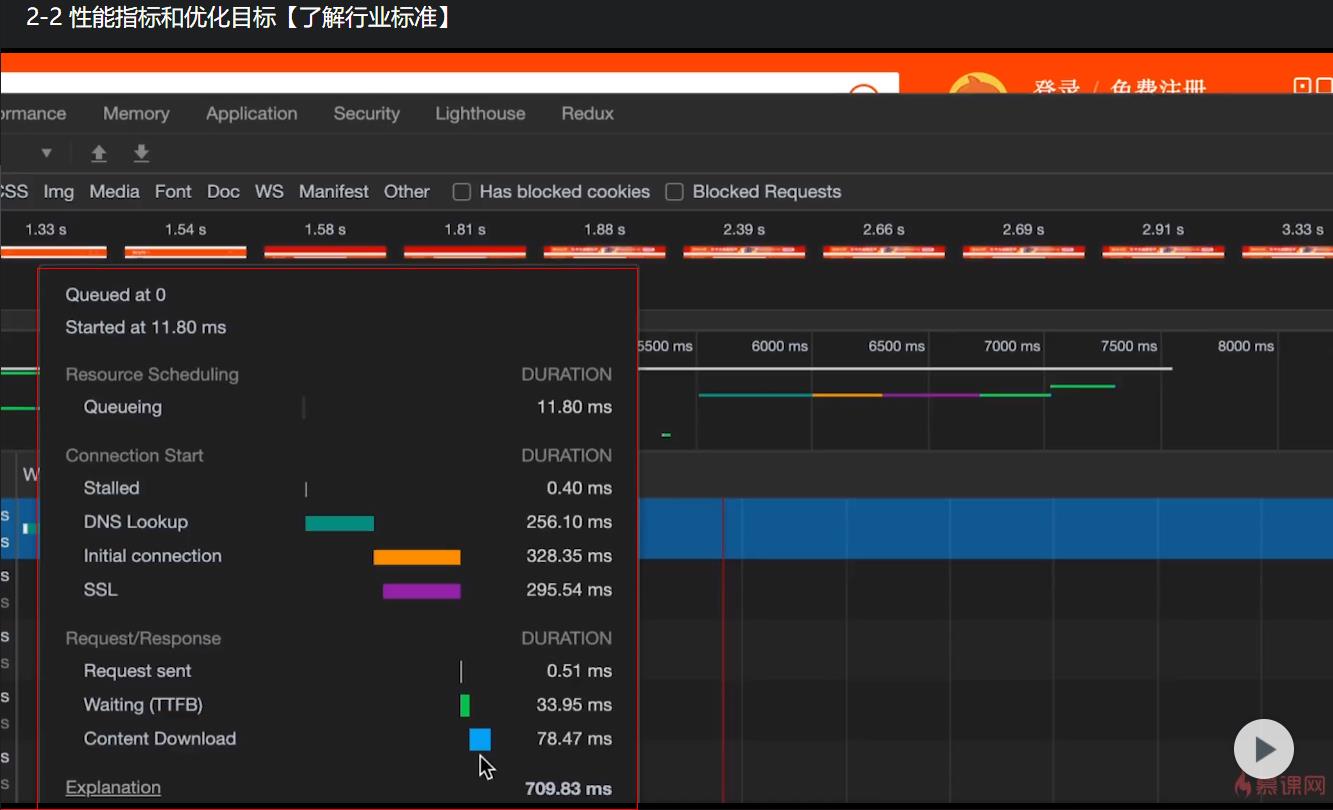 2-2 性能指标和优化目标【了解行业标准】
登录 / 免费注册
ormance Memory Application Security Lighthouse Redux
CSS Img Media Font Doc WS Manifest Other Has blocked cookies Blocked Requests
1.33 s 1.54 s 1.58 s 1.81 s 1.88 s 2.39 s 2.66 s 2.69 s 2.91 s 3.33 s
Queued at 0
Started at 11.80 ms
5500 ms 6000 ms 6500 ms 7000 ms 7500 ms 8000 ms
Resource Scheduling DURATION
Queueing 11.80 ms
Connection Start DURATION
Stalled 0.40 ms
DNS Lookup 256.10 ms
Initial connection 328.35 ms
SSL 295.54 ms
Request/Response DURATION
Request sent 0.51 ms
Waiting (TTFB) 33.95 ms
Content Download 78.47 ms
Explanation 709.83 ms
慕课网